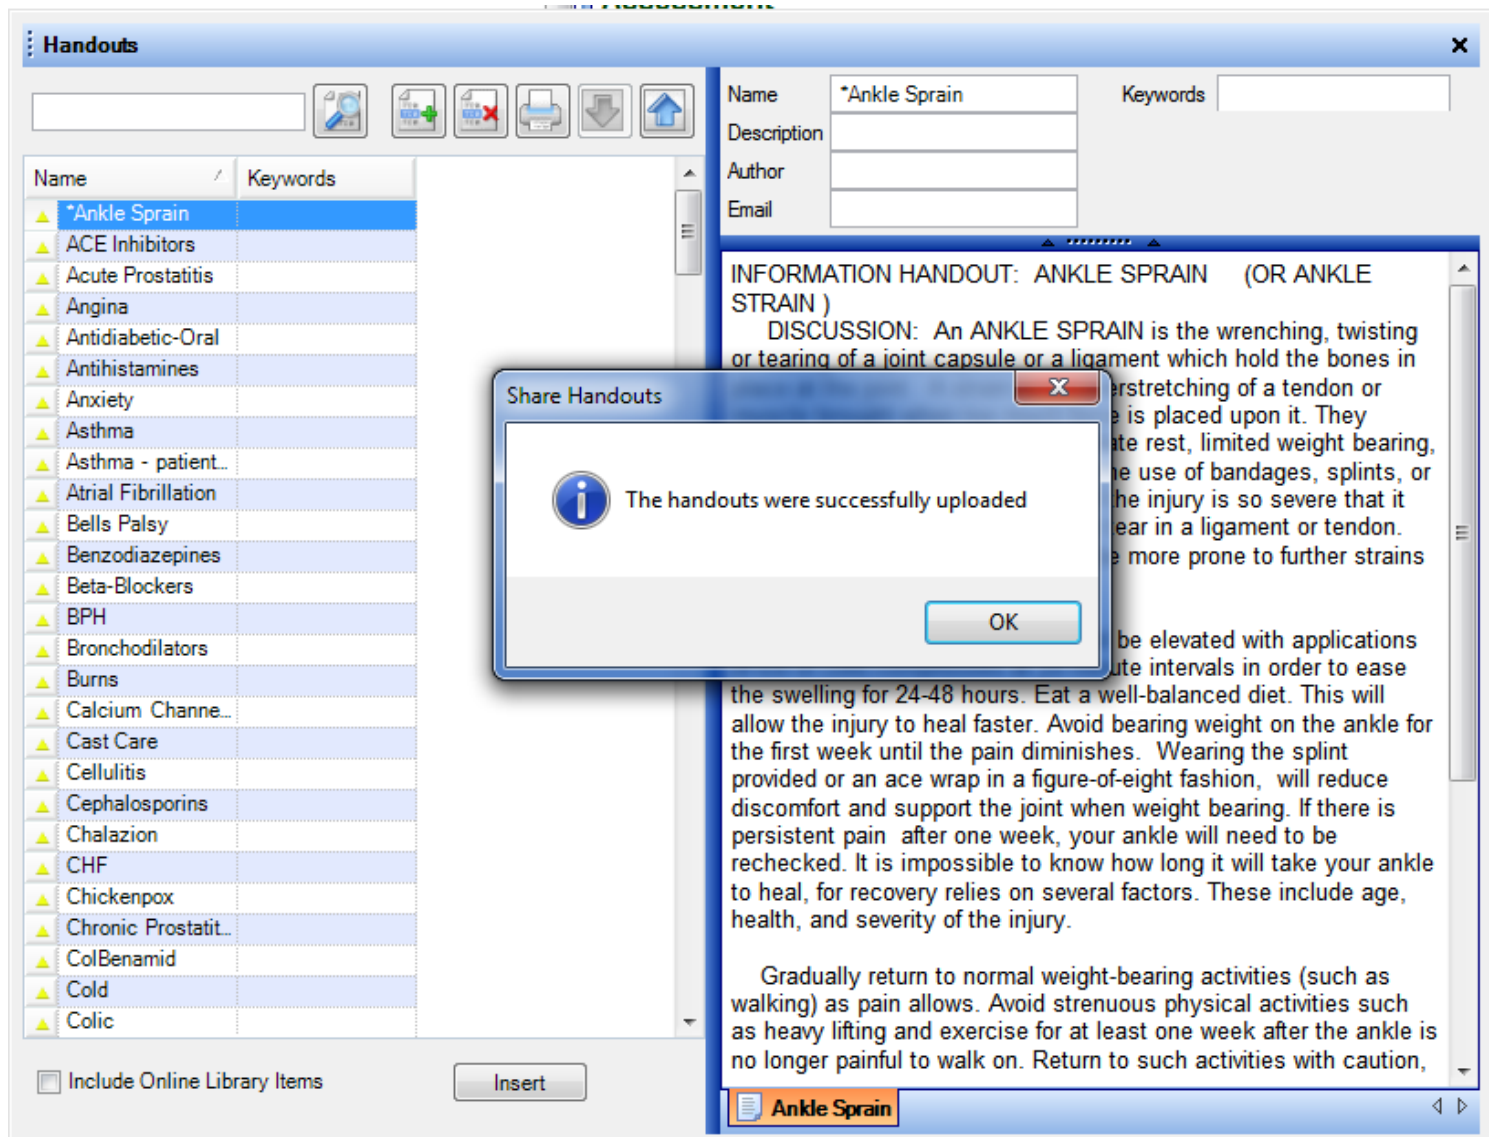 Handouts
Name
Keywords
*Ankle Sprain
ACE Inhibitors
Acute Prostatitis
Angina
Antidiabetic-Oral
Antihistamines
Anxiety
Asthma
Asthma - patient...
Atrial Fibrillation
Bells Palsy
Benzodiazepines
Beta-Blockers
BPH
Bronchodilators
Burns
Calcium Channe...
Cast Care
Cellulitis
Cephalosporins
Chalazion
CHF
Chickenpox
Chronic Prostatit...
ColBenamid
Cold
Colic
Include Online Library Items
Insert
Name *Ankle Sprain Keywords
Description
Author
Email
INFORMATION HANDOUT: ANKLE SPRAIN (OR ANKLE
STRAIN )
DISCUSSION: An ANKLE SPRAIN is the wrenching, twisting
or tearing of a joint capsule or a ligament which hold the bones in
erstretching of a tendon or
e is placed upon it. They
ate rest, limited weight bearing,
e use of bandages, splints, or
he injury is so severe that it
ear in a ligament or tendon.
e more prone to further strains
be elevated with applications
ute intervals in order to ease
the swelling for 24-48 hours. Eat a well-balanced diet. This will
allow the injury to heal faster. Avoid bearing weight on the ankle for
the first week until the pain diminishes. Wearing the splint
provided or an ace wrap in a figure-of-eight fashion, will reduce
discomfort and support the joint when weight bearing. If there is
persistent pain after one week, your ankle will need to be
rechecked. It is impossible to know how long it will take your ankle
to heal, for recovery relies on several factors. These include age,
health, and severity of the injury.
Gradually return to normal weight-bearing activities (such as
walking) as pain allows. Avoid strenuous physical activities such
as heavy lifting and exercise for at least one week after the ankle is
no longer painful to walk on. Return to such activities with caution,
Ankle Sprain
Share Handouts
The handouts were successfully uploaded
OK